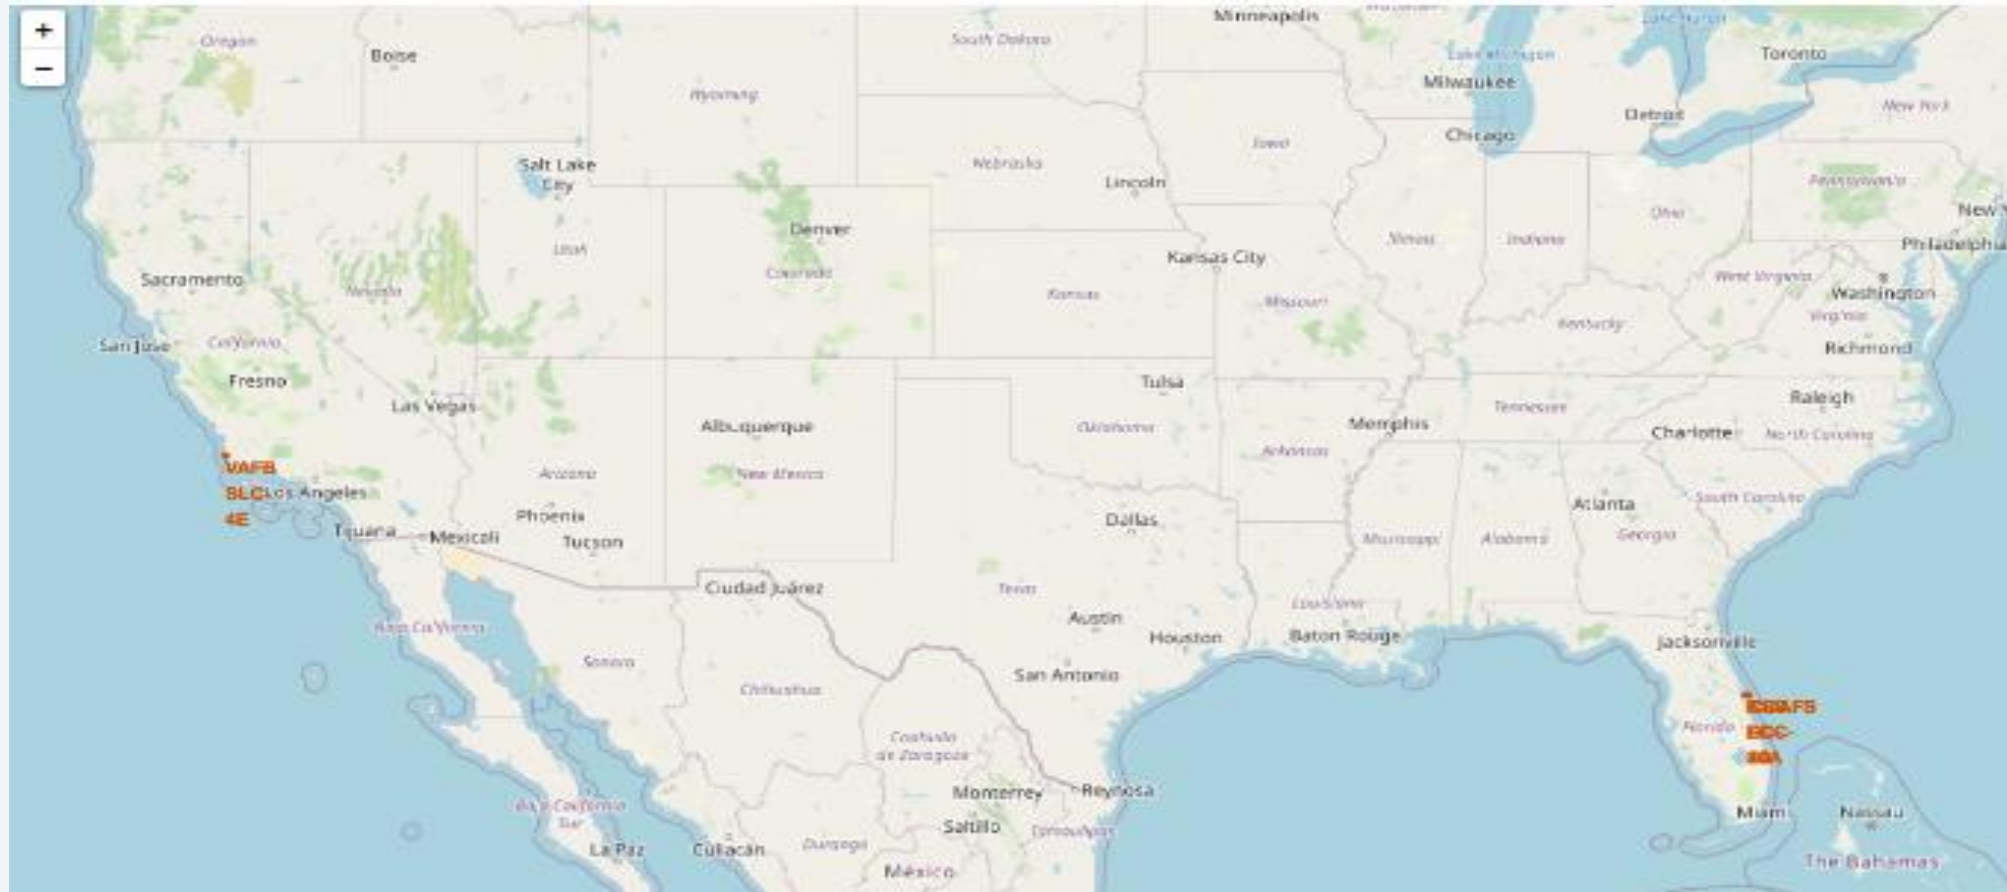 +
−
Oregon
Boise
South Dakota
Minneapolis
Lake Huron
Toronto
Wyoming
Lake Michigan
Milwaukee
Detroit
New York
Chicago
Iowa
Nebraska
Salt Lake
City
Lincoln
Pennsylvania
New
Ohio
Denver
Illinois
Indiana
Philadelphia
Utah
Kansas City
Colorado
Sacramento
Nevada
Kansas
Missouri
West Virginia
Washington
Virginia
Kentucky
San Jose
California
Richmond
Fresno
Tulsa
Las Vegas
Raleigh
Tennessee
Albuquerque
Oklahoma
Memphis
Charlotte
North Carolina
Arkansas
VAFB
SLC
4E
Los Angeles
Arizona
New Mexico
South Carolina
Atlanta
Phoenix
Dallas
Tijuana
Mexicali
Tucson
Mississippi
Alabama
Georgia
Ciudad Juárez
Texas
Louisiana
Austin
Baja California
Houston
Baton Rouge
Jacksonville
Sonora
San Antonio
Chihuahua
Florida
Coahuila
de Zaragoza
Monterrey
Reynosa
Baja California
Sur
Miami
Nassau
Saltillo
Tamaulipas
La Paz
Culiacán
Durango
México
The Bahamas